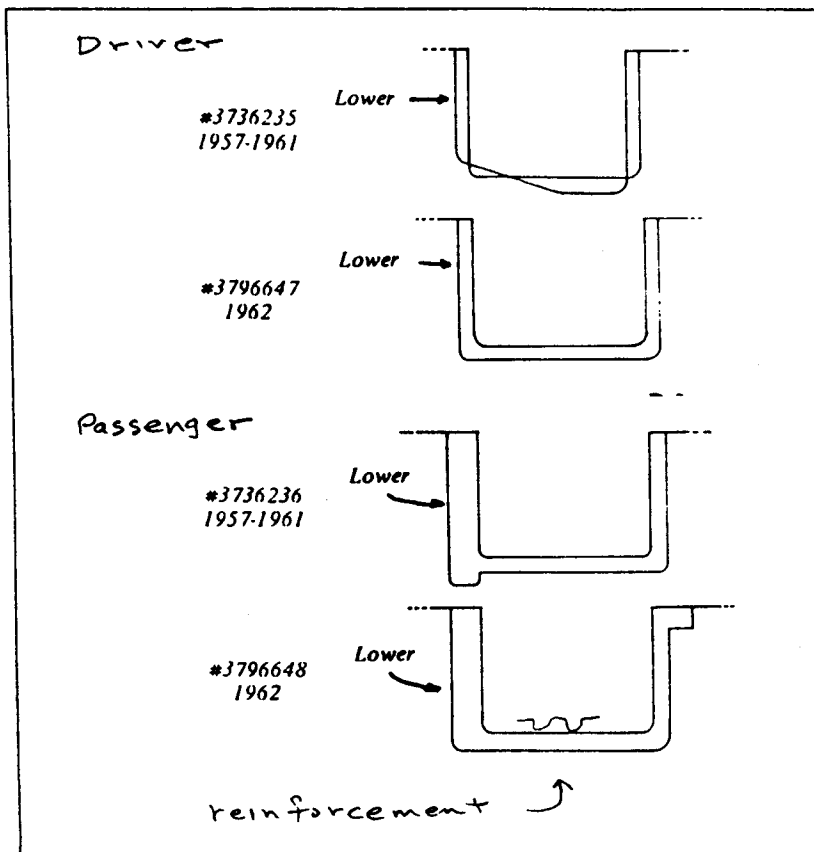 Driver
Lower
#3736235
1957-1961
Lower
#3796647
1962
Passenger
Lower
#3736236
1957-1961
Lower
#3796648
1962
reinforcement